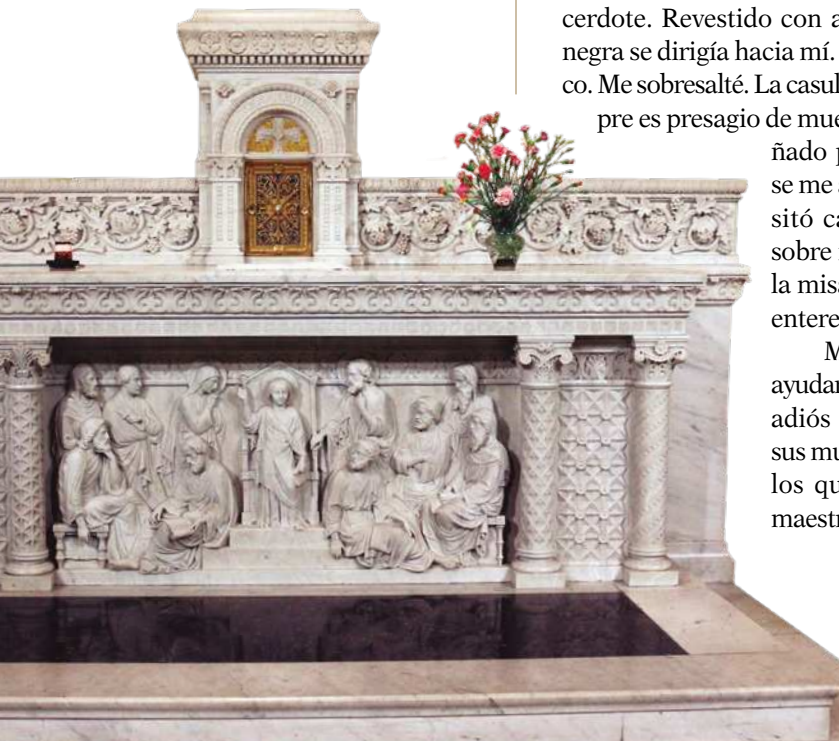 cerdote. Revestido con a
negra se dirigía hacia mí.
co. Me sobresalté. La casul
pre es presagio de mue
ñado p
se me
sitó ca
sobre
la misa
entere
M
ayudar
adiós
sus mu
los qu
maestr